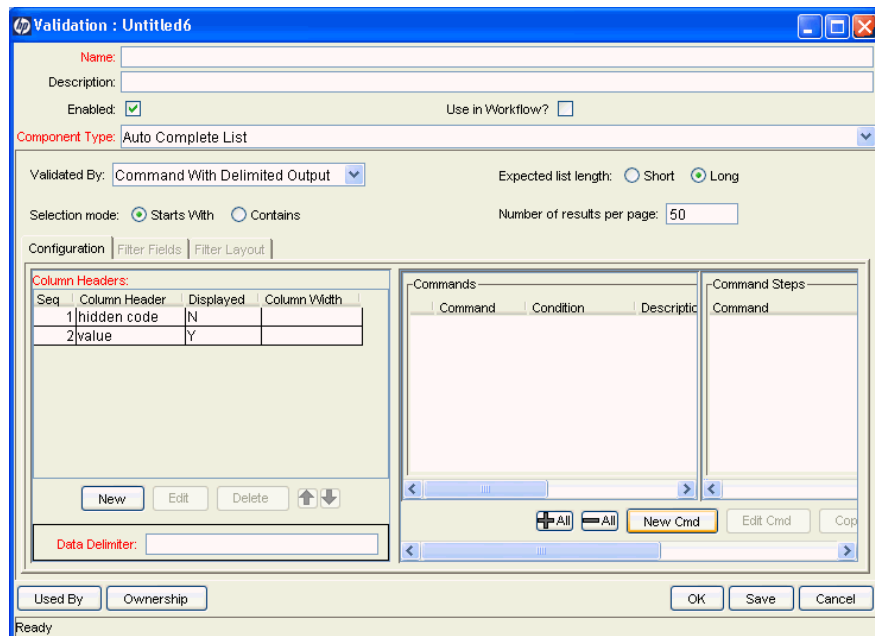 hp Validation : Untitled6
Name:
Description:
Enabled: Use in Workflow?
Component Type: Auto Complete List
Validated By: Command With Delimited Output Expected list length: Short Long
Selection mode: Starts With Contains Number of results per page: 50
Configuration Filter Fields Filter Layout
Column Headers:
Seq Column Header Displayed Column Width
1 hidden code N
2 value Y
New Edit Delete
Data Delimiter:
Commands
Command Condition Descriptic
Command Steps
Command
All All New Cmd Edit Cmd Cop
Used By Ownership OK Save Cancel
Ready